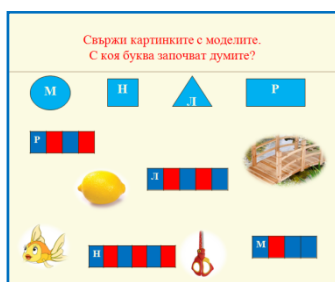 Свържи картинките с моделите.
С коя буква започват думите?
М Н Л Р
Р
Л
Н
М